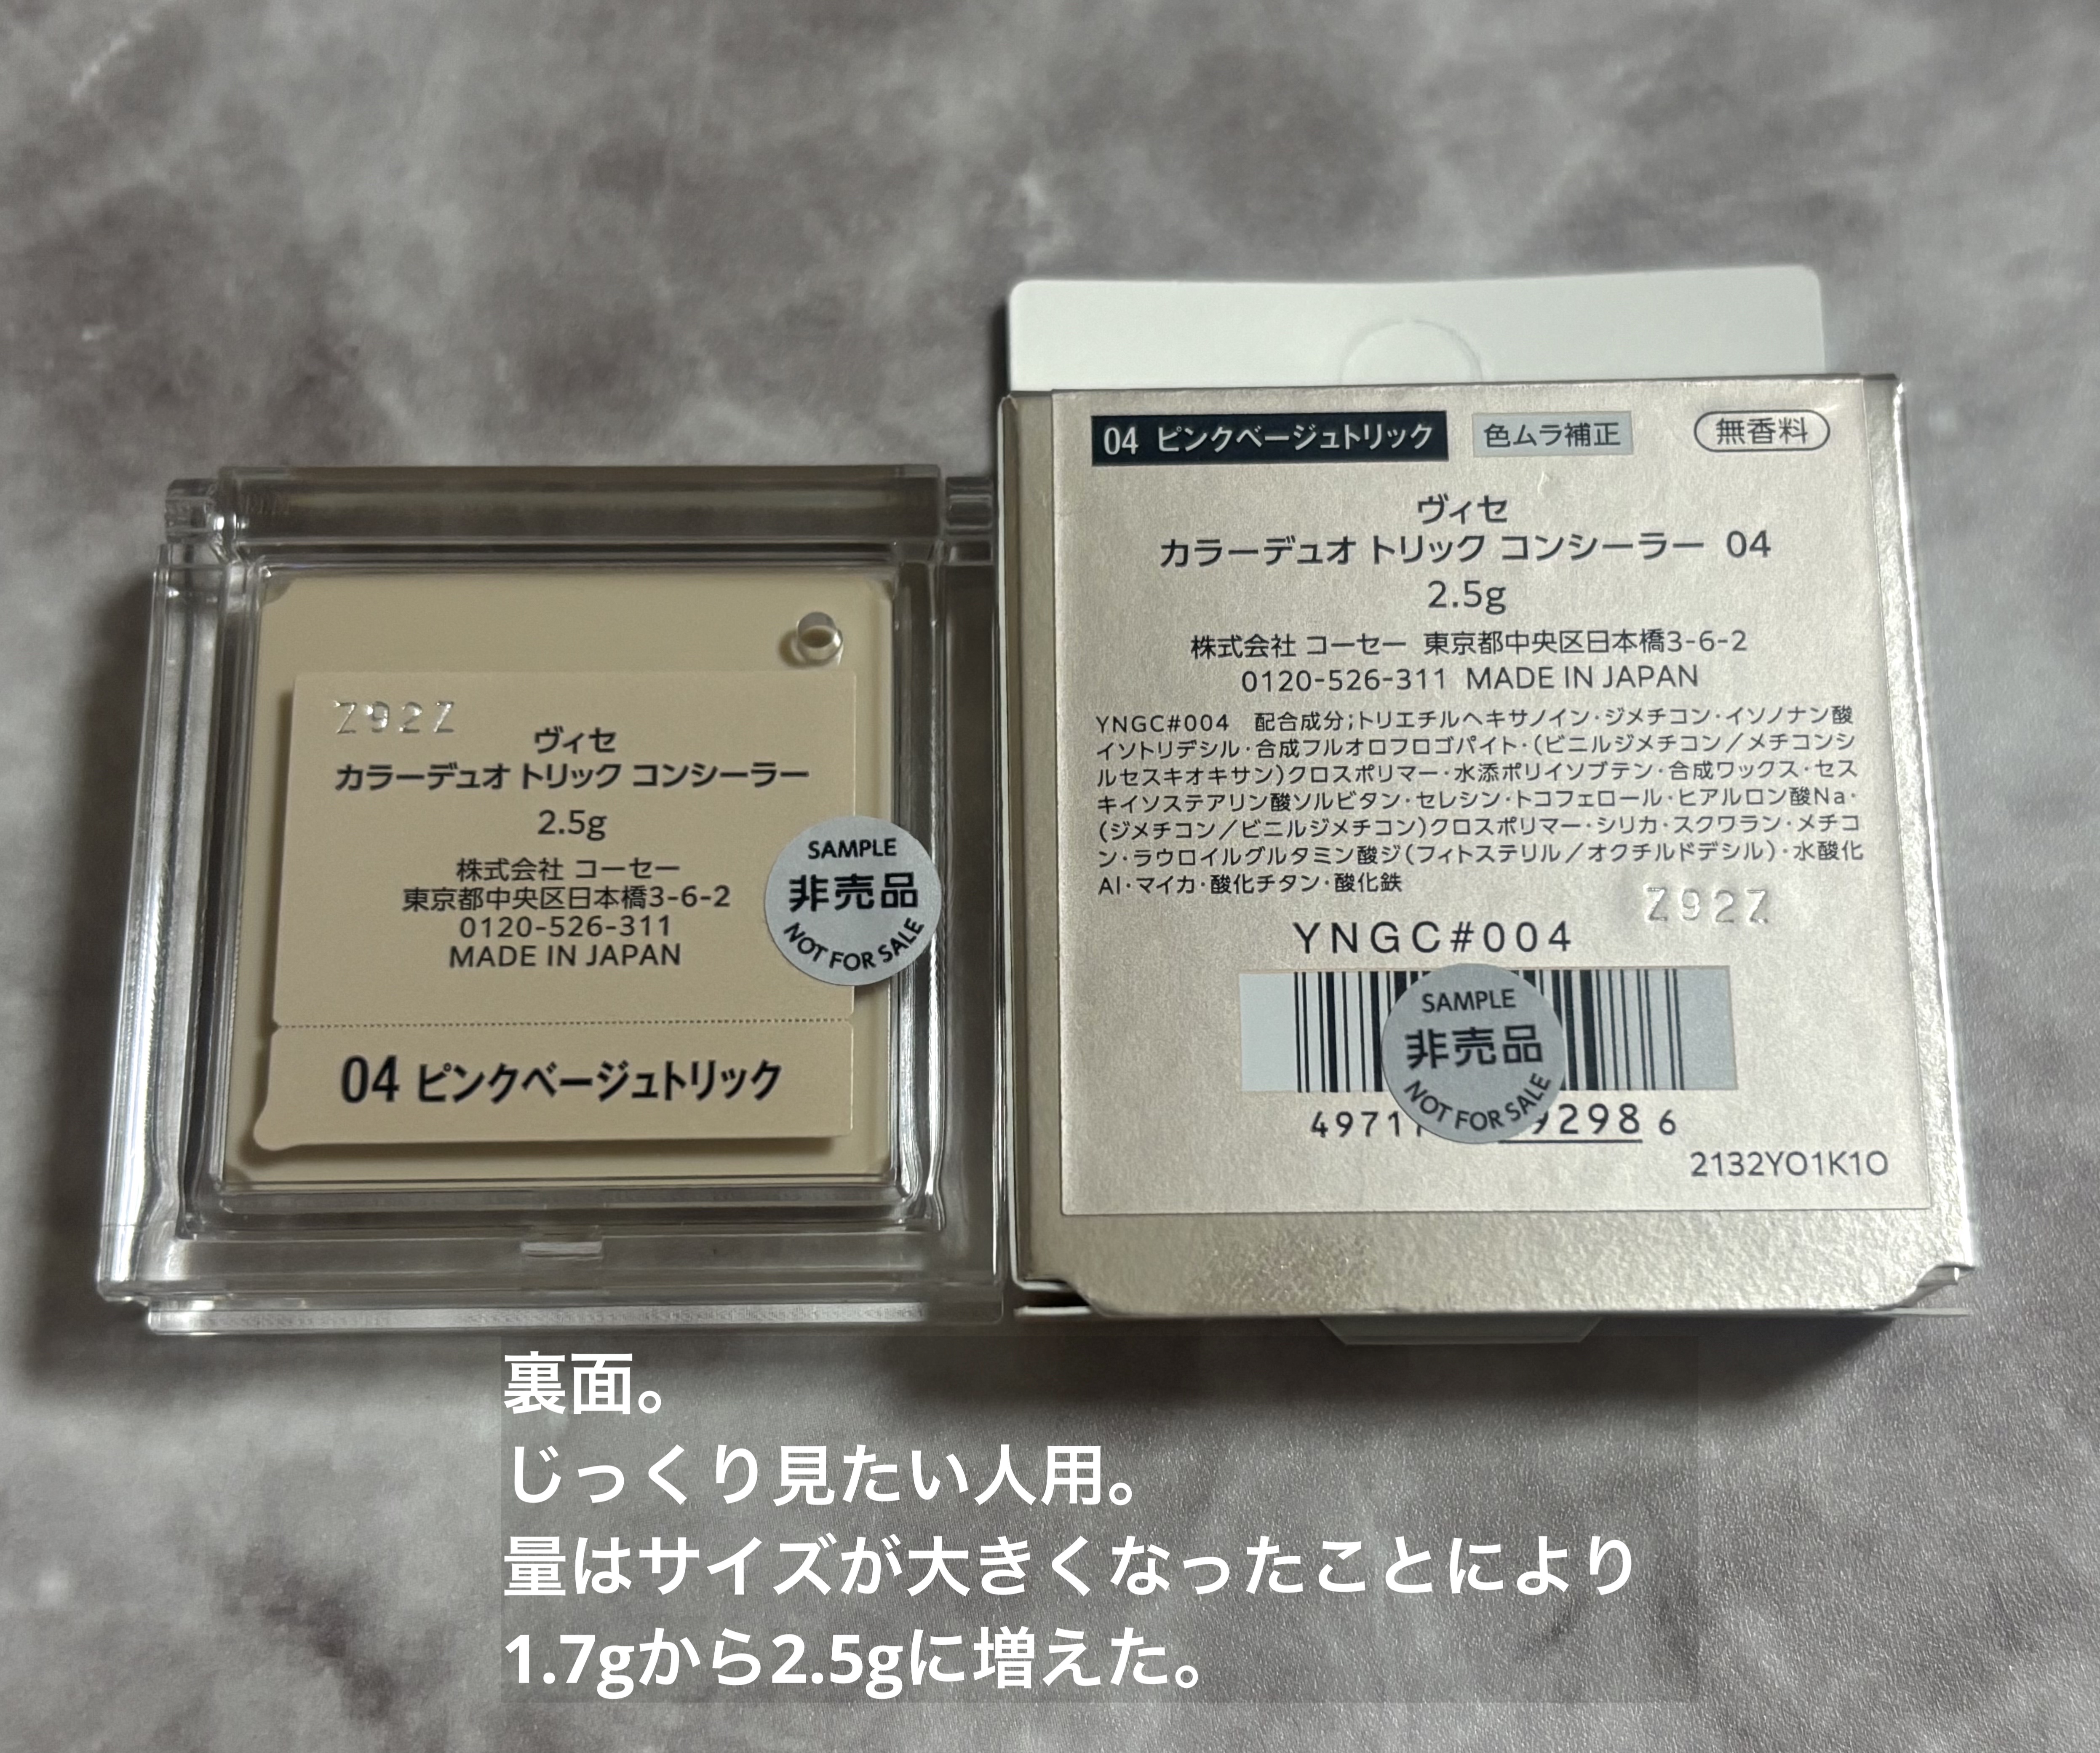 Z92Z
ヴィセ
カラーデュオ トリック コンシーラー
2.5g
株式会社 コーセー
東京都中央区日本橋3-6-2
0120-526-311
MADE IN JAPAN
SAMPLE
非売品
NOT FOR SALE
04 ピンクベージュトリック
04 ピンクベージュトリック 色ムラ補正 無香料
ヴィセ
カラーデュオ トリック コンシーラー 04
2.5g
株式会社 コーセー 東京都中央区日本橋3-6-2
0120-526-311 MADE IN JAPAN
YNGC#004 配合成分;トリエチルヘキサノイン・ジメチコン・イソノナン酸
イソトリデシル・合成フルオロフロゴパイト・(ビニルジメチコン／メチコンシ
ルセスキオキサン)クロスポリマー・水添ポリイソブテン・合成ワックス・セス
キイソステアリン酸ソルビタン・セレシン・トコフェロール・ヒアルロン酸Na・
(ジメチコン／ビニルジメチコン)クロスポリマー・シリカ・スクワラン・メチコ
ン・ラウロイルグルタミン酸ジ(フィトステリル／オクチルドデシル)・水酸化
Al・マイカ・酸化チタン・酸化鉄
Z92Z
YNGC#004
SAMPLE
非売品
NOT FOR SALE
4971 92986
2132YO1K1O
裏面。
じっくり見たい人用。
量はサイズが大きくなったことにより
1.7gから2.5gに増えた。